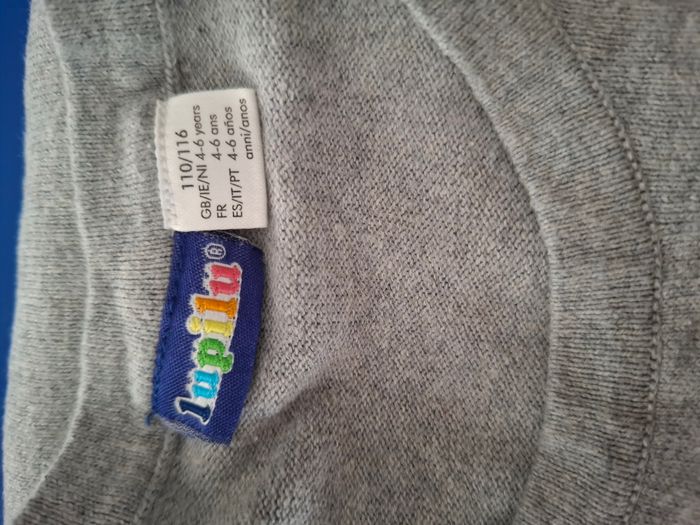 110/116
GB/IE/NI 4-6 years
FR 4-6 ans
ES/IT/PT 4-6 años
anni/anos
lupilu®